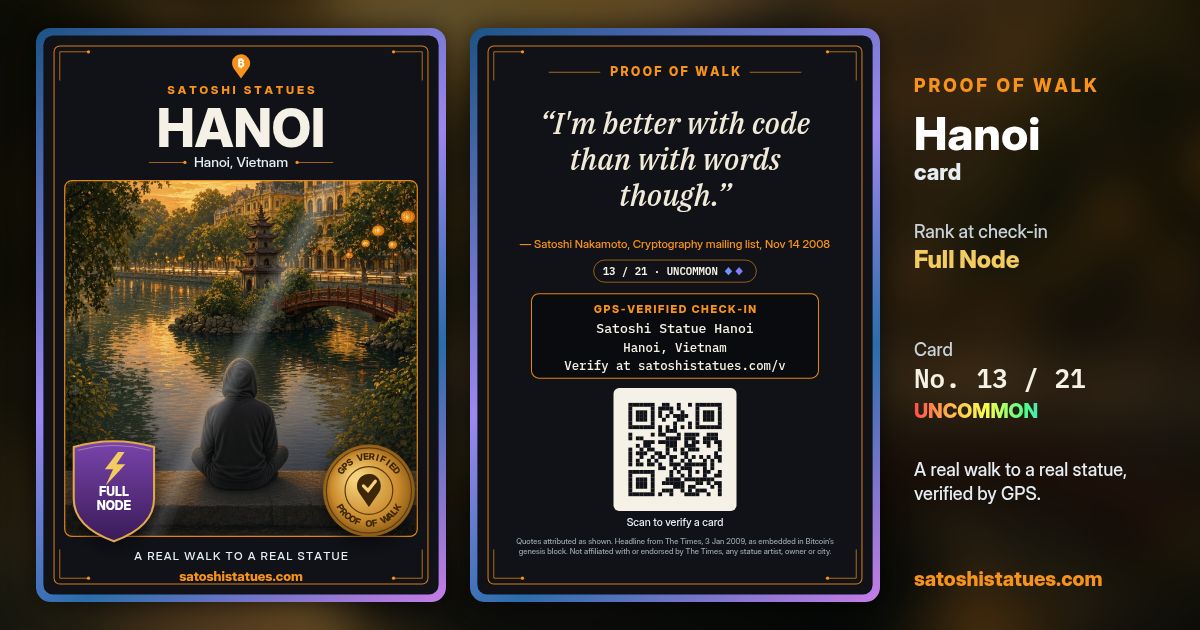 SATOSHI STATUES
HANOI
Hanoi, Vietnam
FULL
NODE
GPS VERIFIED
PROOF OF WALK
A REAL WALK TO A REAL STATUE
satoshistatues.com
PROOF OF WALK
“I'm better with code
than with words
though.”
— Satoshi Nakamoto, Cryptography mailing list, Nov 14 2008
13 / 21 · UNCOMMON
GPS-VERIFIED CHECK-IN
Satoshi Statue Hanoi
Hanoi, Vietnam
Verify at satoshistatues.com/v
Scan to verify a card
Quotes attributed as shown. Headline from The Times, 3 Jan 2009, as embedded in Bitcoin's
genesis block. Not affiliated with or endorsed by The Times, any statue artist, owner or city.
PROOF OF WALK
Hanoi
card
Rank at check-in
Full Node
Card
No. 13 / 21
UNCOMMON
A real walk to a real statue,
verified by GPS.
satoshistatues.com